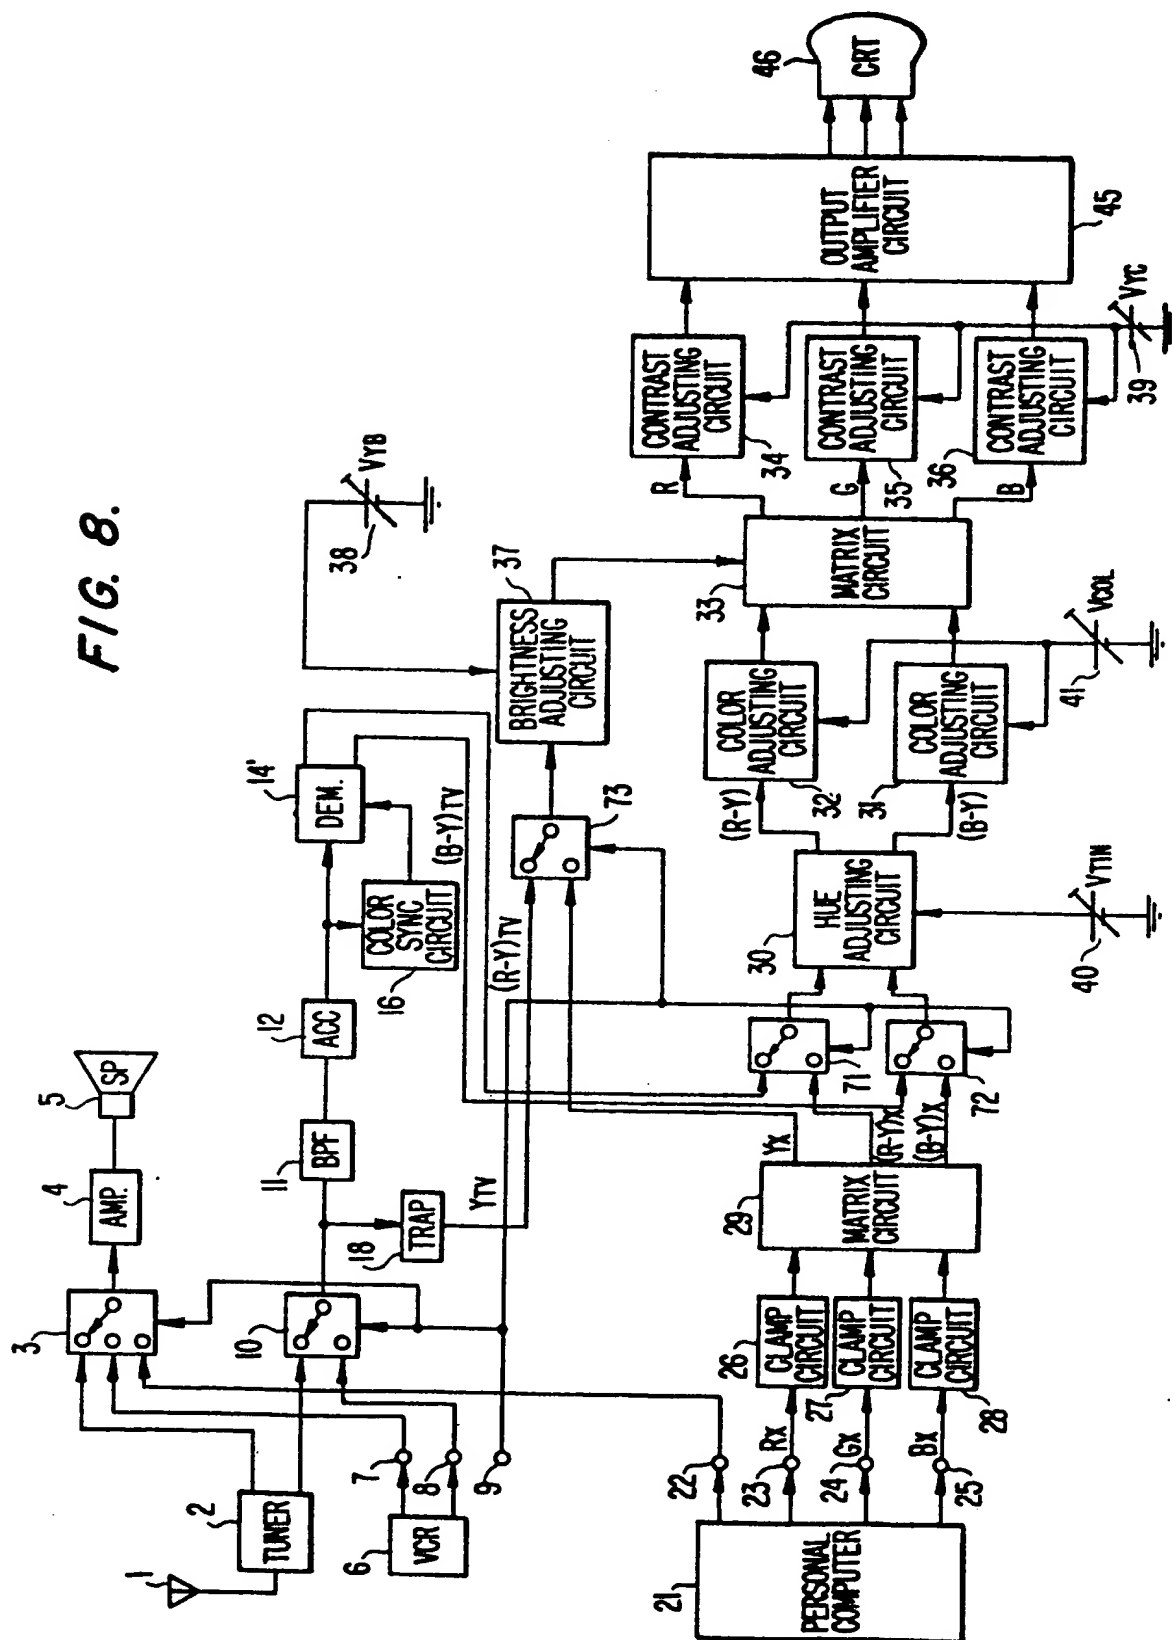 FIG. 8.
1
2
TUNER
3
4
AMP.
5
SP
6
VCR
7
8
9
10
11
BPF
12
ACC
14'
DEM.
16
COLOR
SYNC
CIRCUIT
18
TRAP
YTV
(R-Y)TV
(B-Y)TV
73
37
BRIGHTNESS
ADJUSTING
CIRCUIT
38
VYB
21
PERSONAL
COMPUTER
22
23
RX
24
GX
25
BX
26
CLAMP
CIRCUIT
27
CLAMP
CIRCUIT
28
CLAMP
CIRCUIT
29
MATRIX
CIRCUIT
YX
(R-Y)X
(B-Y)X
71
72
30
HUE
ADJUSTING
CIRCUIT
40
VTIN
(R-Y)
(B-Y)
32
COLOR
ADJUSTING
CIRCUIT
31
COLOR
ADJUSTING
CIRCUIT
41
VCOL
33
MATRIX
CIRCUIT
R
G
B
34
CONTRAST
ADJUSTING
CIRCUIT
35
CONTRAST
ADJUSTING
CIRCUIT
36
CONTRAST
ADJUSTING
CIRCUIT
39
VYC
OUTPUT
AMPLIFIER
CIRCUIT
45
46
CRT